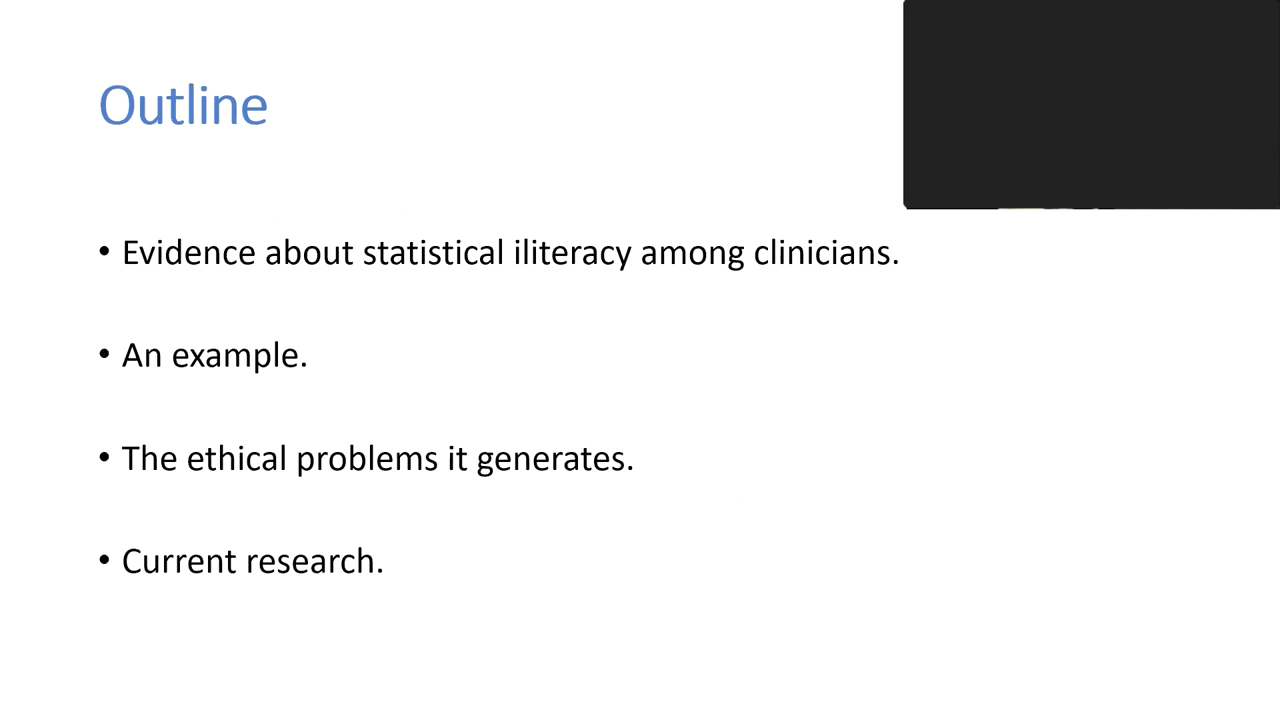 Outline
• Evidence about statistical iliteracy among clinicians.
• An example.
• The ethical problems it generates.
• Current research.